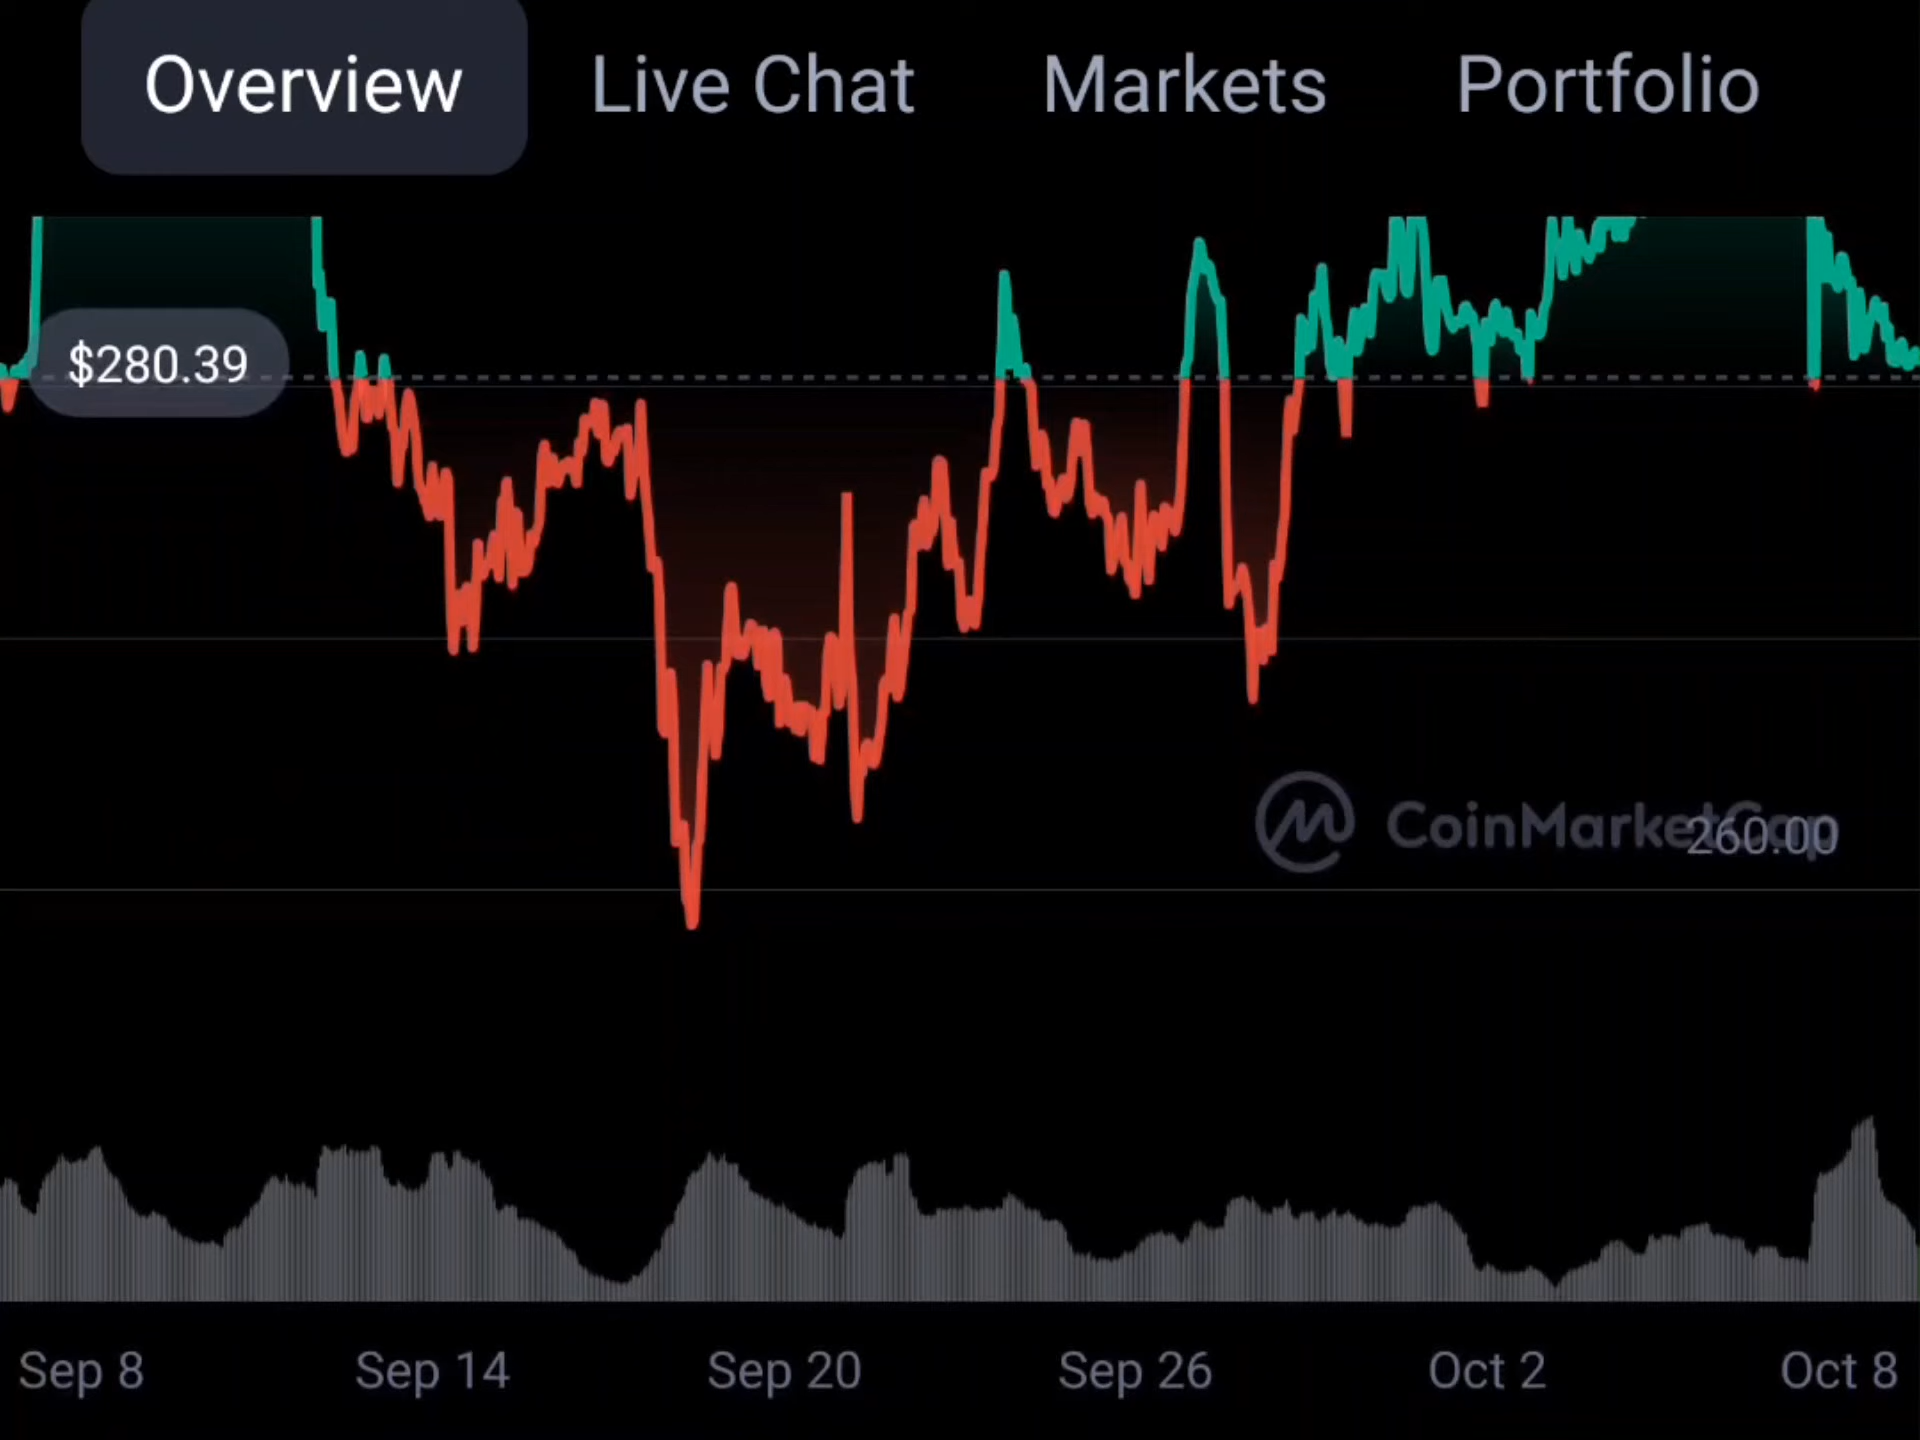 Overview Live Chat Markets Portfolio
$280.39
CoinMarketCap
260.00
Sep 8 Sep 14 Sep 20 Sep 26 Oct 2 Oct 8